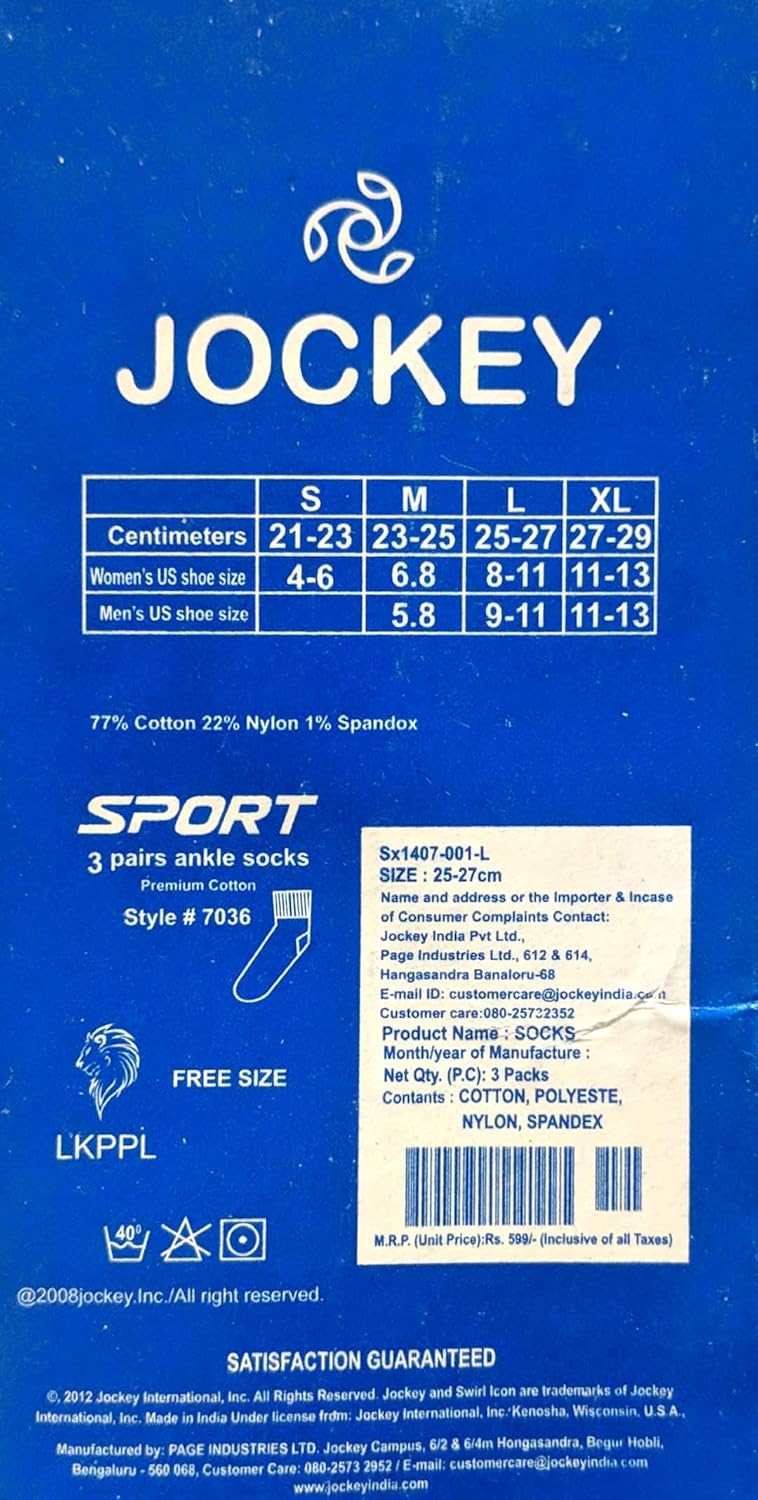 JOCKEY
S M L XL
Centimeters 21-23 23-25 25-27 27-29
Women's US shoe size 4-6 6.8 8-11 11-13
Men's US shoe size 5.8 9-11 11-13
77% Cotton 22% Nylon 1% Spandox
SPORT
3 pairs ankle socks
Premium Cotton
Style # 7036
FREE SIZE
LKPPL
40°
@2008jockey.Inc./All right reserved.
Sx1407-001-L
SIZE : 25-27cm
Name and address or the Importer & Incase
of Consumer Complaints Contact:
Jockey India Pvt Ltd.,
Page Industries Ltd., 612 & 614,
Hangasandra Banaloru-68
E-mail ID:
Customer care:080-25732352
Product Name : SOCKS
Month/year of Manufacture :
Net Qty. (P.C): 3 Packs
Contants : COTTON, POLYESTE,
NYLON, SPANDEX
M.R.P. (Unit Price):Rs. 599/- (Inclusive of all Taxes)
SATISFACTION GUARANTEED
©, 2012 Jockey International, Inc. All Rights Reserved. Jockey and Swirl Icon are trademarks of Jockey
International, Inc. Made in India Under license from: Jockey International, Inc.'Kenosha, Wisconsin, U.S.A.,
Manufactured by: PAGE INDUSTRIES LTD. Jockey Campus, 6/2 & 6/4m Hongasandra, Begur Hobli,
Bengaluru - 560 068, Customer Care: 080-2573 2952 / E-mail: customercare@jockeyindia.com
www.jockeyindia.com